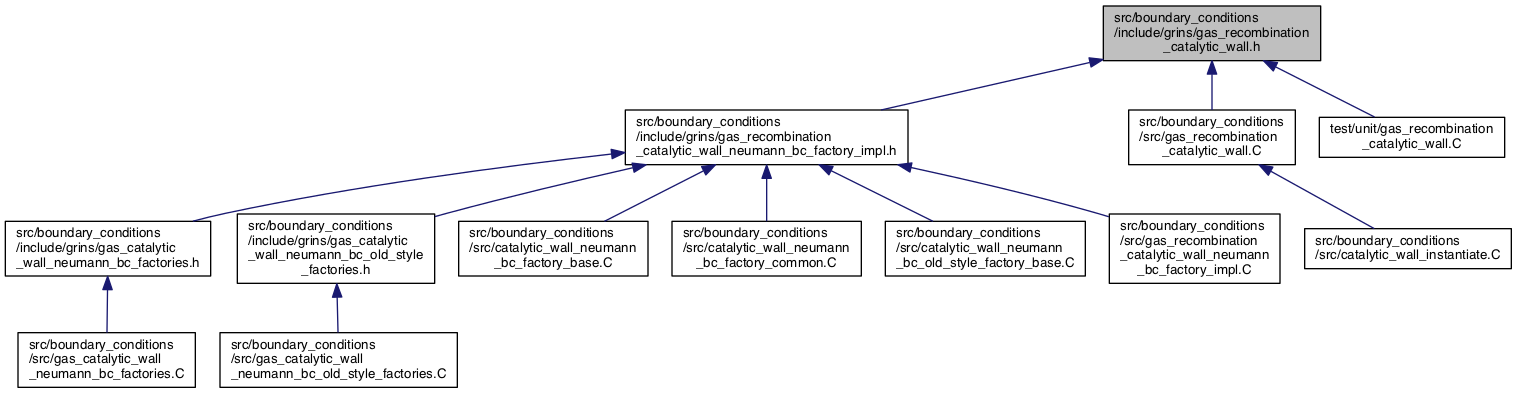 src/boundary_conditions
/include/grins/gas_recombination
_catalytic_wall.h
src/boundary_conditions
/include/grins/gas_recombination
_catalytic_wall_neumann_bc_factory_impl.h
src/boundary_conditions
/src/gas_recombination
_catalytic_wall.C
test/unit/gas_recombination
_catalytic_wall.C
src/boundary_conditions
/include/grins/gas_catalytic
_wall_neumann_bc_factories.h
src/boundary_conditions
/include/grins/gas_catalytic
_wall_neumann_bc_old_style
_factories.h
src/boundary_conditions
/src/catalytic_wall_neumann
_bc_factory_base.C
src/boundary_conditions
/src/catalytic_wall_neumann
_bc_factory_common.C
src/boundary_conditions
/src/catalytic_wall_neumann
_bc_old_style_factory_base.C
src/boundary_conditions
/src/gas_recombination
_catalytic_wall_neumann
_bc_factory_impl.C
src/boundary_conditions
/src/catalytic_wall_instantiate.C
src/boundary_conditions
/src/gas_catalytic_wall
_neumann_bc_factories.C
src/boundary_conditions
/src/gas_catalytic_wall
_neumann_bc_old_style_factories.C